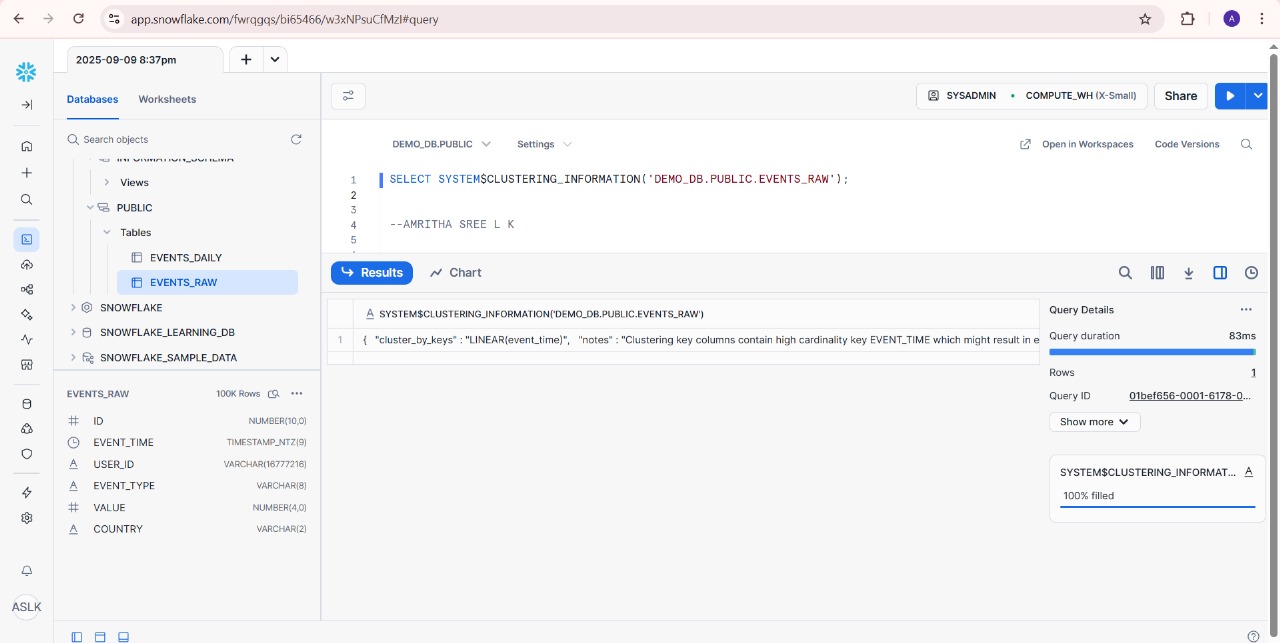 app.snowflake.com/fwrqgqs/bi65466/w3xNPsuCfMzI#query
A
2025-09-09 8:37pm
Databases
Worksheets
SYSADMIN
COMPUTE_WH (X-Small)
Share
Search objects
DEMO_DB.PUBLIC
Settings
Open in Workspaces
Code Versions
INFORMATION_SCHEMA
Views
PUBLIC
Tables
EVENTS_DAILY
EVENTS_RAW
SNOWFLAKE
SNOWFLAKE_LEARNING_DB
SNOWFLAKE_SAMPLE_DATA
1 SELECT SYSTEM$CLUSTERING_INFORMATION('DEMO_DB.PUBLIC.EVENTS_RAW');
2
3
4 --AMRITHA SREE L K
5
Results
Chart
A SYSTEM$CLUSTERING_INFORMATION('DEMO_DB.PUBLIC.EVENTS_RAW')
1 { "cluster_by_keys" : "LINEAR(event_time)", "notes" : "Clustering key columns contain high cardinality key EVENT_TIME which might result in e
Query Details
Query duration 83ms
Rows 1
Query ID 01bef656-0001-6178-0...
Show more
SYSTEM$CLUSTERING_INFORMAT... A
100% filled
EVENTS_RAW 100K Rows
ID NUMBER(10,0)
EVENT_TIME TIMESTAMP_NTZ(9)
A USER_ID VARCHAR(16777216)
A EVENT_TYPE VARCHAR(8)
VALUE NUMBER(4,0)
A COUNTRY VARCHAR(2)
ASLK